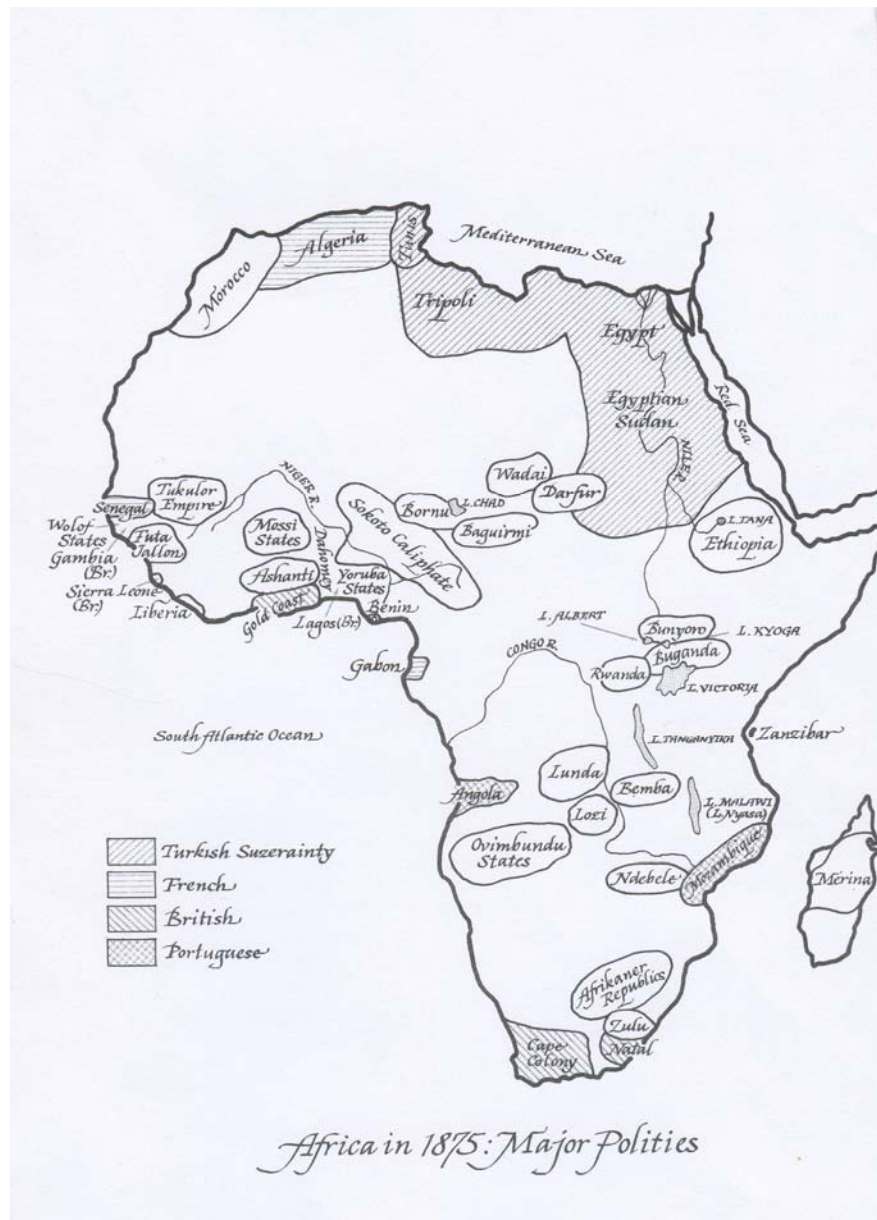 Mediterranean Sea
Algeria
Tunis
Morocco
Tripoli
Egypt
Red Sea
Egyptian
Sudan
NILE R.
Wadai
Darfur
NIGER R.
Tukulor
Empire
Senegal
Sokoto Caliphate
Bornu
L. CHAD
Baguirmi
L. TANA
Ethiopia
Wolof
States
Gambia
(Br.)
Futa
Jallon
Mossi
States
Dahomey
Ashanti
Yoruba
States
Sierra Leone
(Br.)
Liberia
Gold Coast
Lagos (Br.)
Benin
L. ALBERT
Bunyoro
L. KYOGA
Buganda
Gabon
CONGO R.
Rwanda
L. VICTORIA
South Atlantic Ocean
L. TANGANYIKA
Zanzibar
Lunda
Bemba
Angola
Lozi
L. MALAWI
(L. Nyasa)
Ovimbundu
States
Mozambique
Ndebele
Merina
Turkish Suzerainty
French
British
Portuguese
Afrikaner
Republics
Zulu
Natal
Cape
Colony
Africa in 1875: Major Polities